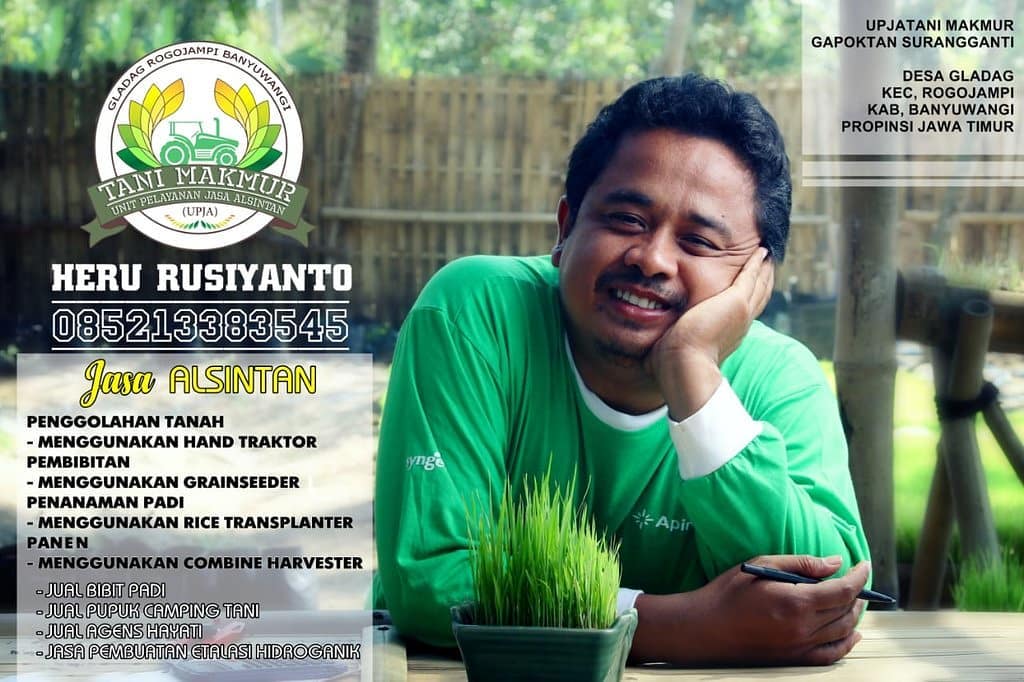 GLADAG ROGOJAMPI BANYUWANGI
TANI MAKMUR
UNIT PELAYANAN JASA ALSINTAN
(UPJA)
UPJATANI MAKMUR
GAPOKTAN SURANGGANTI
DESA GLADAG
KEC, ROGOJAMPI
KAB, BANYUWANGI
PROPINSI JAWA TIMUR
HERU RUSIYANTO
085213383545
Jasa ALSINTAN
PENGGOLAHAN TANAH
- MENGGUNAKAN HAND TRAKTOR
PEMBIBITAN
- MENGGUNAKAN GRAINSEEDER
PENANAMAN PADI
- MENGGUNAKAN RICE TRANSPLANTER
PANEN
- MENGGUNAKAN COMBINE HARVESTER
- JUAL BIBIT PADI
- JUAL PUPUK CAMPING TANI
- JUAL AGENS HAYATI
- JASA PEMBUATAN ETALASI HIDROGANIK